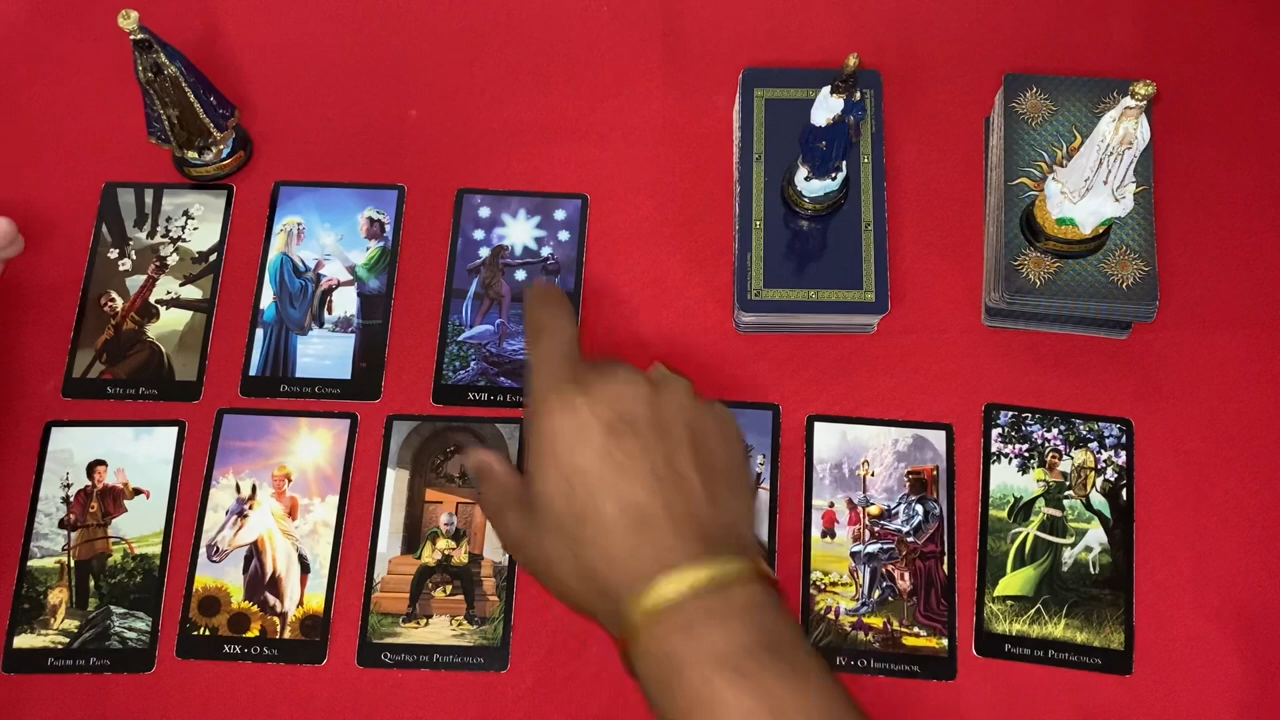 SETE DE PAUS
DOIS DE COPAS
XVII • A ESTR
PAJEM DE PAUS
XIX • O SOL
QUATRO DE PENTÁCULOS
IV • O IMPERADOR
PAJEM DE PENTÁCULOS